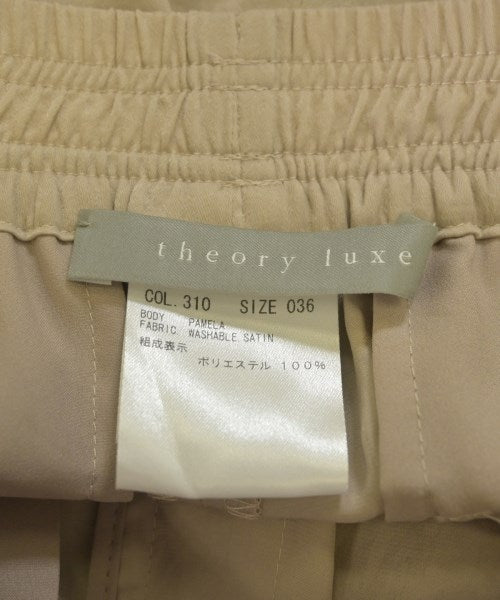 theory luxe
COL. 310 SIZE 036
BODY PAMELA
FABRIC WASHABLE SATIN
組成表示
ポリエステル 100%